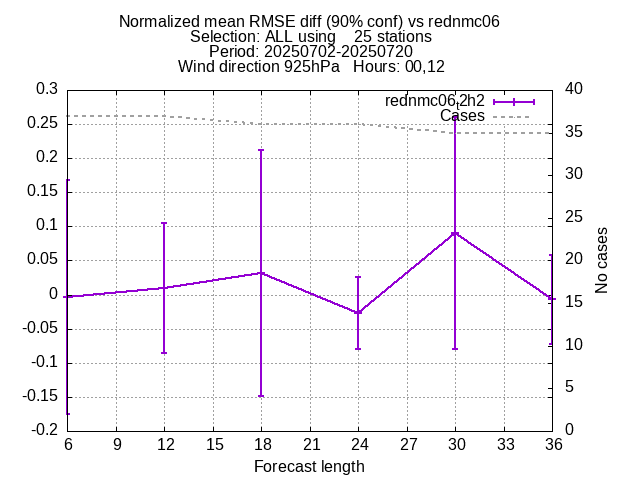 Normalized mean RMSE diff (90% conf) vs rednmc06
Selection: ALL using    25 stations
Period: 20250702-20250720
Wind direction 925hPa   Hours: 00,12
rednmc06,2h2
Cases
0.3
0.25
0.2
0.15
0.1
0.05
0
-0.05
-0.1
-0.15
-0.2
40
35
30
25
20
15
10
5
0
No cases
6 9 12 15 18 21 24 27 30 33 36
Forecast length